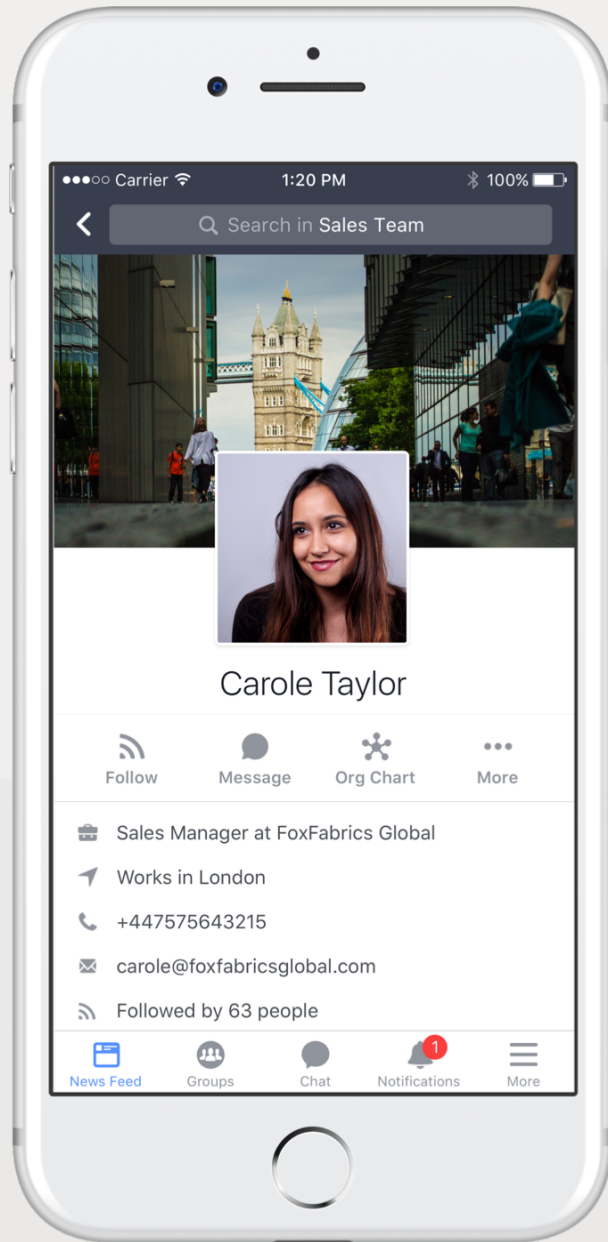 Carrier 1:20 PM 100%
Search in Sales Team
Carole Taylor
Follow Message Org Chart More
Sales Manager at FoxFabrics Global
Works in London
+447575643215
carole@foxfabricsglobal.com
Followed by 63 people
1
News Feed Groups Chat Notifications More